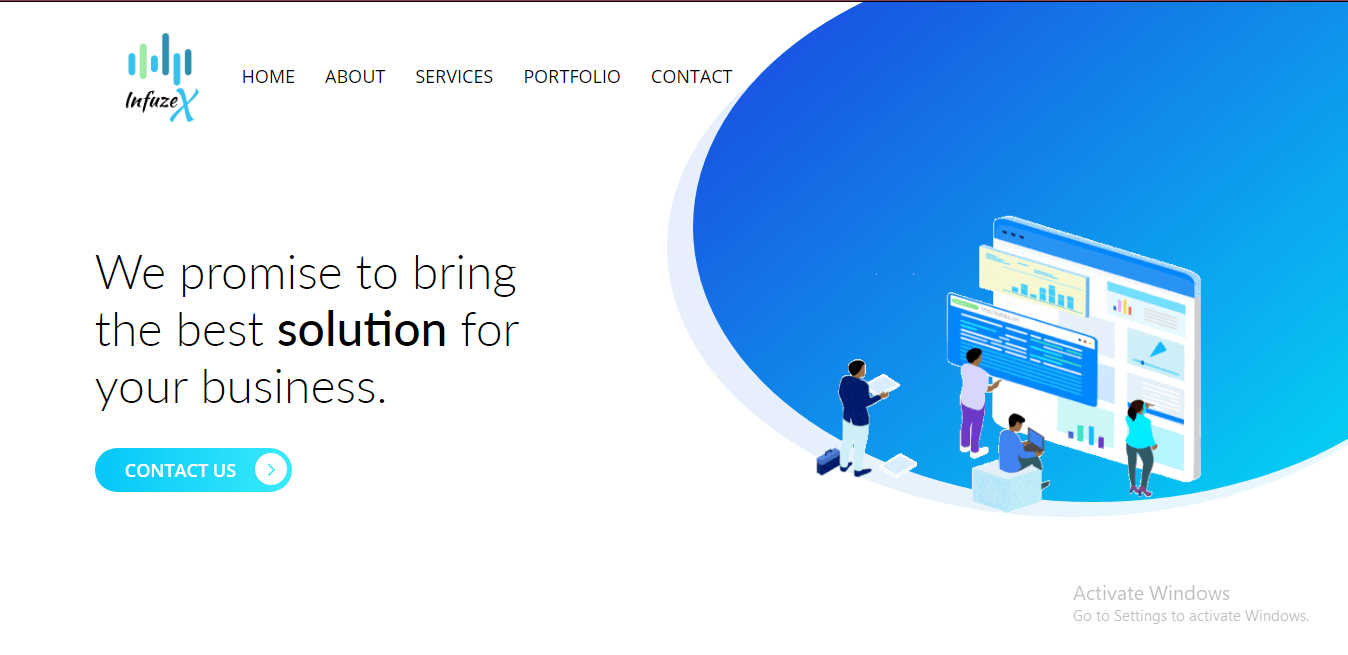 InfuzeX
HOME ABOUT SERVICES PORTFOLIO CONTACT
We promise to bring
the best solution for
your business.
CONTACT US
Activate Windows
Go to Settings to activate Windows.